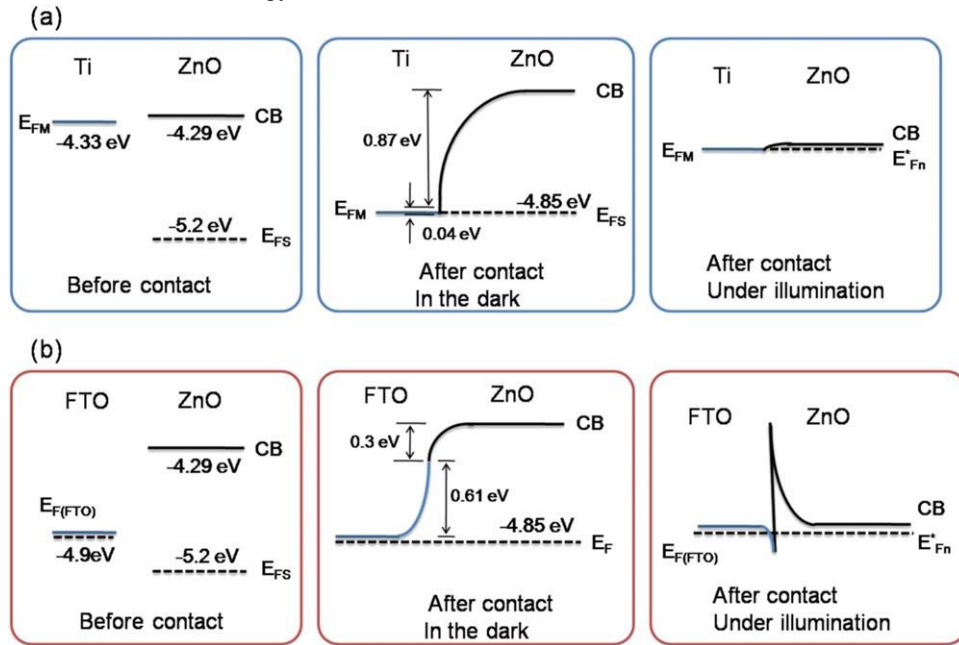 (a)
Ti ZnO
E_FM -4.33 eV
-4.29 eV CB
-5.2 eV E_FS
Before contact
Ti ZnO
CB
0.87 eV
E_FM
-4.85 eV
E_FS
0.04 eV
After contact
In the dark
Ti ZnO
CB
E_FM
E*_Fn
After contact
Under illumination
(b)
FTO ZnO
CB
-4.29 eV
E_F(FTO)
-4.9eV
-5.2 eV
E_FS
Before contact
FTO ZnO
CB
0.3 eV
0.61 eV
-4.85 eV
E_F
After contact
In the dark
FTO ZnO
CB
E*_Fn
E_F(FTO)
After contact
Under illumination